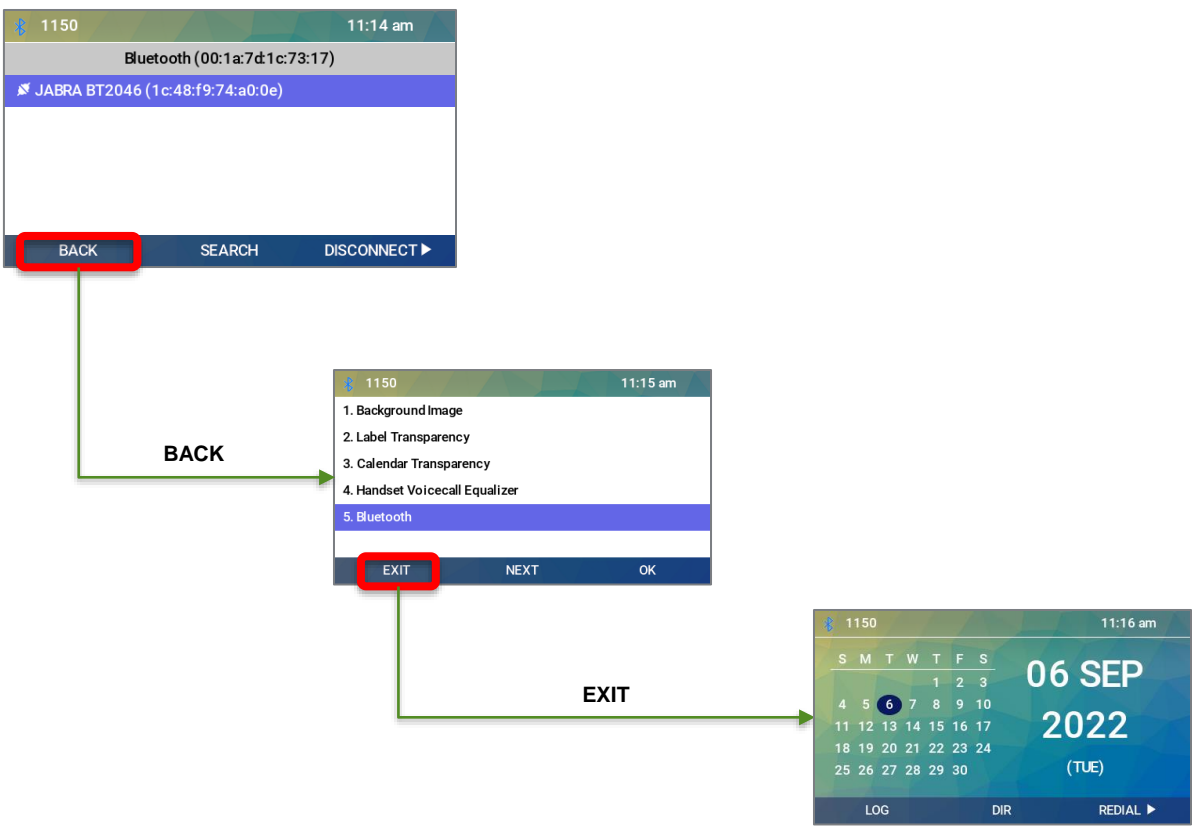 1150 11:14 am
Bluetooth (00:1a:7d:1c:73:17)
JABRA BT2046 (1c:48:f9:74:a0:0e)
BACK SEARCH DISCONNECT
BACK
1150 11:15 am
1. Background Image
2. Label Transparency
3. Calendar Transparency
4. Handset Voicecall Equalizer
5. Bluetooth
EXIT NEXT OK
EXIT
1150 11:16 am
S M T W T F S
1 2 3
4 5 6 7 8 9 10
11 12 13 14 15 16 17
18 19 20 21 22 23 24
25 26 27 28 29 30
06 SEP
2022
(TUE)
LOG DIR REDIAL